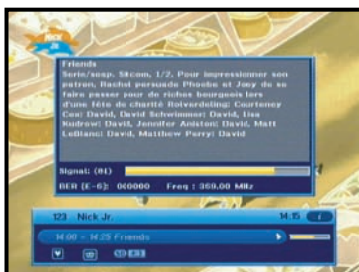 NICK
Jr.
Friends
Serie/soap. Sitcom, 1/2. Pour impressionner son
patron, Rachel persuade Phoebe et Joey de se
faire passer pour de riches bourgeois lors
d'une fête de charité Rolverdeling: Courteney
Cox: David, David Schwimmer: David, Lisa
Kudrow: David, Jennifer Aniston: David, Matt
LeBlanc: David, Matthew Perry: David
Signal: (81)
BER (E-6): 000000 Freq : 369.00 MHz
123 Nick Jr. 14:15 i
14:00 - 14:25 Friends